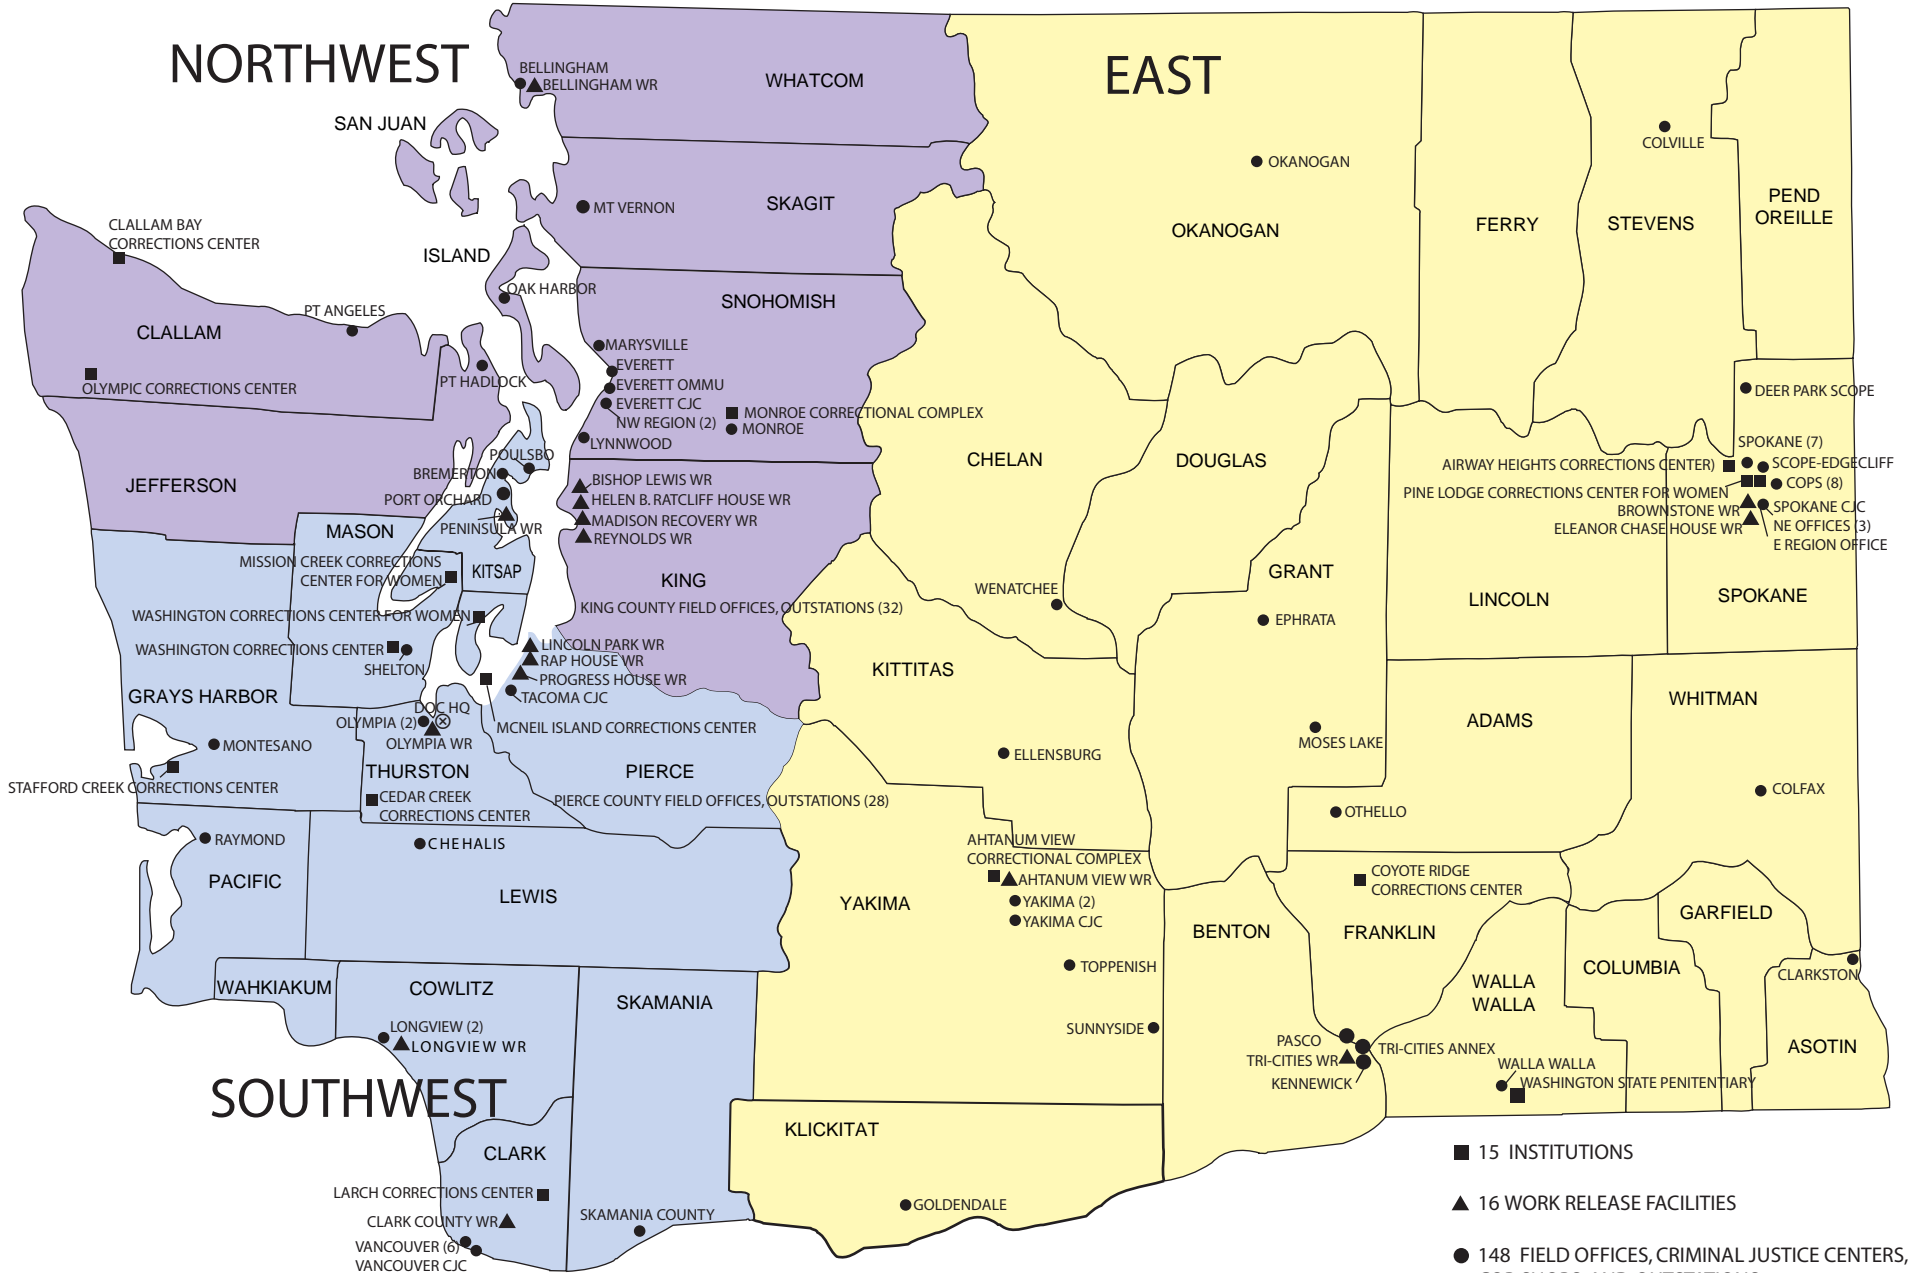 NORTHWEST
EAST
BELLINGHAM
BELLINGHAM WR
WHATCOM
SAN JUAN
COLVILLE
OKANOGAN
MT VERNON
SKAGIT
PEND
OREILLE
OKANOGAN
FERRY
STEVENS
CLALLAM BAY
CORRECTIONS CENTER
ISLAND
OAK HARBOR
SNOHOMISH
PT ANGELES
CLALLAM
MARYSVILLE
EVERETT
EVERETT OMMU
EVERETT CJC
NW REGION (2)
LYNNWOOD
MONROE CORRECTIONAL COMPLEX
MONROE
OLYMPIC CORRECTIONS CENTER
PT HADLOCK
DEER PARK SCOPE
SPOKANE (7)
SCOPE-EDGECLIFF
COPS (8)
AIRWAY HEIGHTS CORRECTIONS CENTER)
PINE LODGE CORRECTIONS CENTER FOR WOMEN
BROWNSTONE WR
ELEANOR CHASE HOUSE WR
SPOKANE CJC
NE OFFICES (3)
E REGION OFFICE
CHELAN
DOUGLAS
JEFFERSON
POULSBO
BREMERTON
PORT ORCHARD
PENINSULA WR
BISHOP LEWIS WR
HELEN B. RATCLIFF HOUSE WR
MADISON RECOVERY WR
REYNOLDS WR
MASON
MISSION CREEK CORRECTIONS
CENTER FOR WOMEN
KITSAP
KING
KING COUNTY FIELD OFFICES, OUTSTATIONS (32)
WENATCHEE
GRANT
EPHRATA
LINCOLN
SPOKANE
WASHINGTON CORRECTIONS CENTER FOR WOMEN
WASHINGTON CORRECTIONS CENTER
SHELTON
LINCOLN PARK WR
RAP HOUSE WR
PROGRESS HOUSE WR
TACOMA CJC
KITTITAS
GRAYS HARBOR
DOC HQ
OLYMPIA (2)
OLYMPIA WR
MCNEIL ISLAND CORRECTIONS CENTER
WHITMAN
ADAMS
MONTESANO
MOSES LAKE
ELLENSBURG
THURSTON
PIERCE
STAFFORD CREEK CORRECTIONS CENTER
CEDAR CREEK
CORRECTIONS CENTER
PIERCE COUNTY FIELD OFFICES, OUTSTATIONS (28)
COLFAX
OTHELLO
RAYMOND
CHEHALIS
AHTANUM VIEW
CORRECTIONAL COMPLEX
AHTANUM VIEW WR
YAKIMA (2)
YAKIMA CJC
COYOTE RIDGE
CORRECTIONS CENTER
PACIFIC
LEWIS
YAKIMA
BENTON
FRANKLIN
GARFIELD
TOPPENISH
WALLA
WALLA
COLUMBIA
CLARKSTON
WAHKIAKUM
COWLITZ
SKAMANIA
LONGVIEW (2)
LONGVIEW WR
SUNNYSIDE
PASCO
TRI-CITIES WR
KENNEWICK
TRI-CITIES ANNEX
ASOTIN
WALLA WALLA
WASHINGTON STATE PENITENTIARY
SOUTHWEST
KLICKITAT
CLARK
LARCH CORRECTIONS CENTER
CLARK COUNTY WR
VANCOUVER (6)
VANCOUVER CJC
SKAMANIA COUNTY
GOLDENDALE
15 INSTITUTIONS
16 WORK RELEASE FACILITIES
148 FIELD OFFICES, CRIMINAL JUSTICE CENTERS,